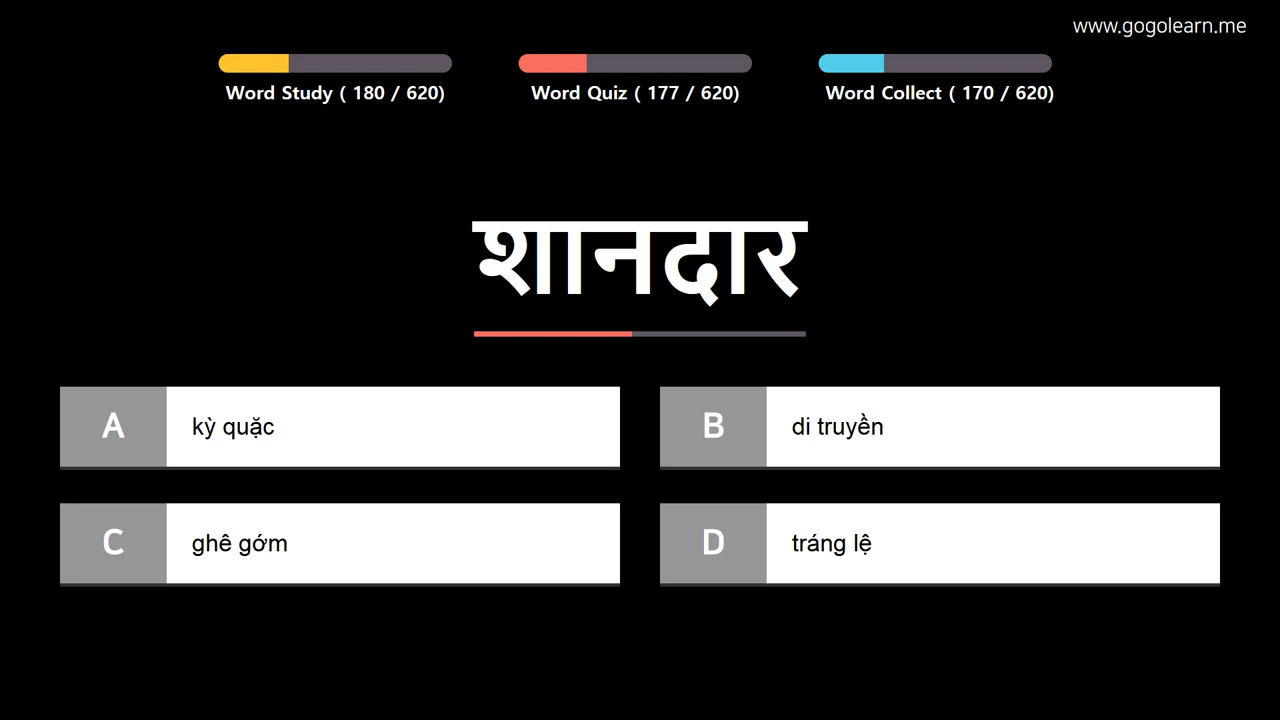 www.gogolearn.me
Word Study ( 180 / 620)
Word Quiz ( 177 / 620)
Word Collect ( 170 / 620)
शानदार
A kỳ quặc
B di truyền
C ghê gớm
D tráng lệ